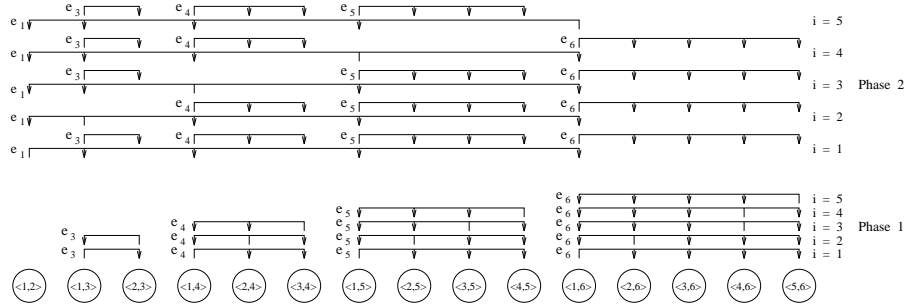 e3 e4 e5
e1 i = 5
e3 e4 e6
e1 i = 4
e3 e5 e6
e1 i = 3 Phase 2
e4 e5 e6
e1 i = 2
e3 e4 e5 e6
e1 i = 1
e6 i = 5
e5 e6 i = 4
e4 e5 e6 i = 3 Phase 1
e3 e4 e5 e6 i = 2
e3 e4 e5 e6 i = 1
<1,2> <1,3> <2,3> <1,4> <2,4> <3,4> <1,5> <2,5> <3,5> <4,5> <1,6> <2,6> <3,6> <4,6> <5,6>